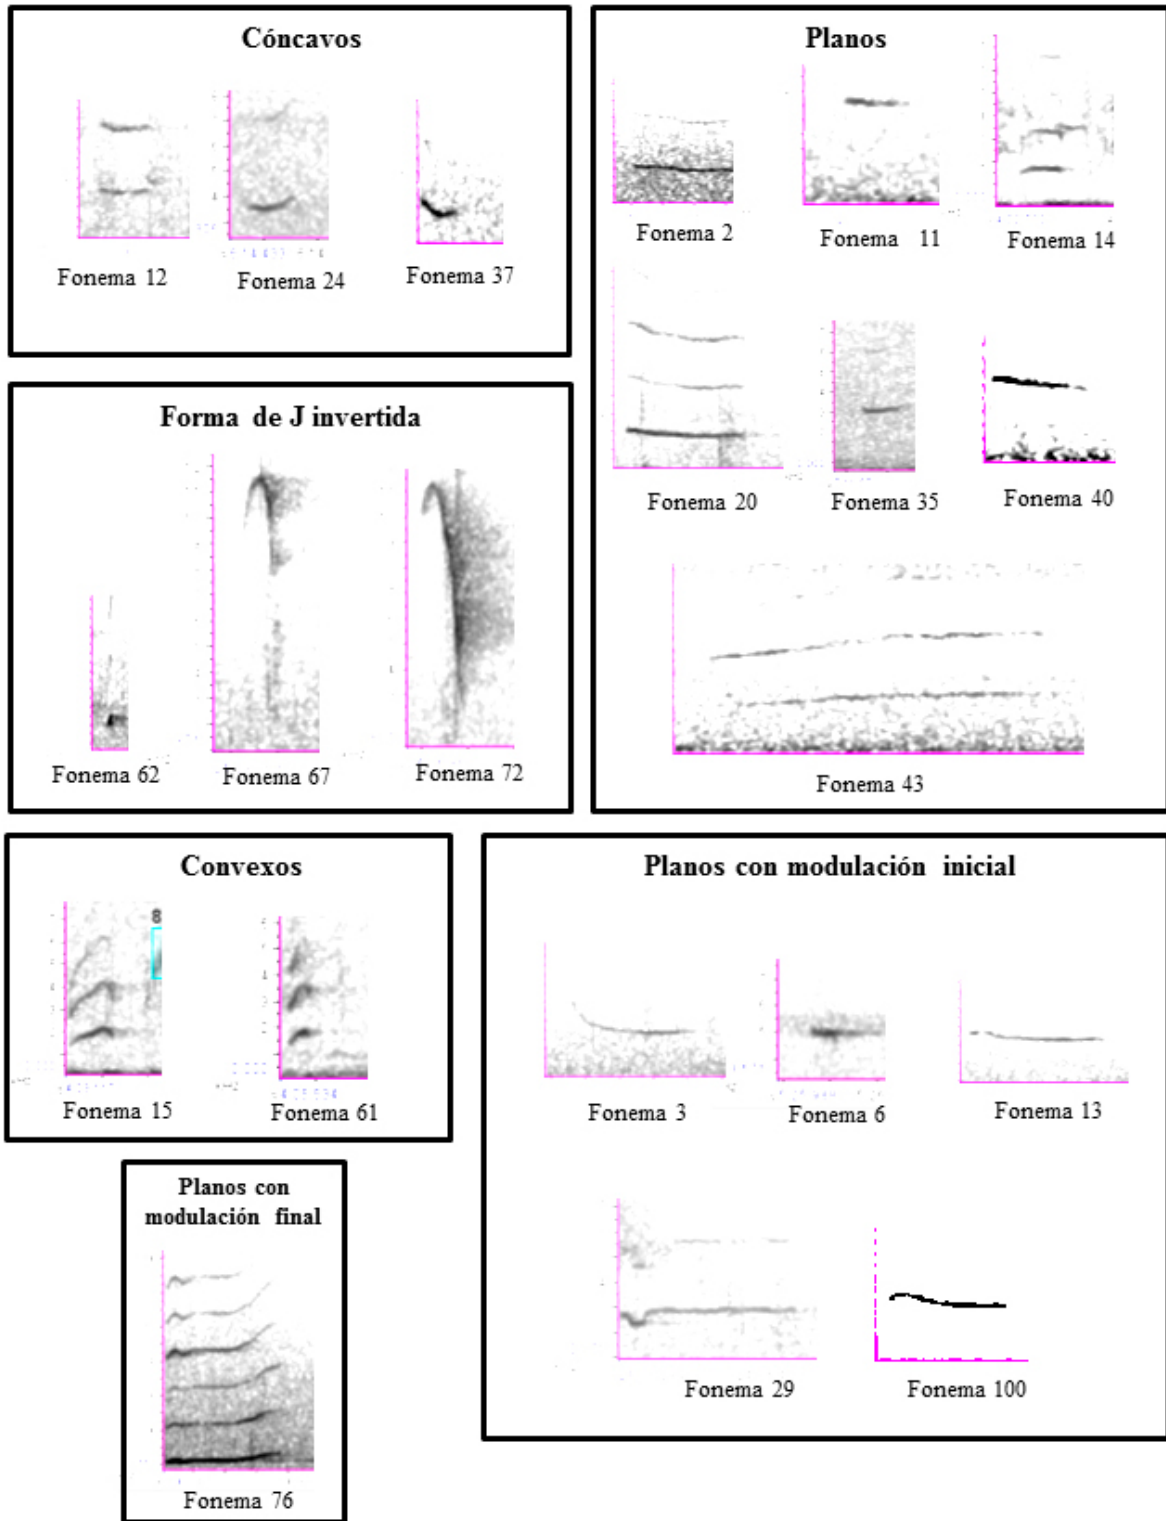 Cóncavos
Fonema 12
Fonema 24
Fonema 37
Planos
Fonema 2
Fonema 11
Fonema 14
Fonema 20
Fonema 35
Fonema 40
Fonema 43
Forma de J invertida
Fonema 62
Fonema 67
Fonema 72
Convexos
8
Fonema 15
Fonema 61
Planos con modulación inicial
Fonema 3
Fonema 6
Fonema 13
Fonema 29
Fonema 100
Planos con
modulación final
Fonema 76